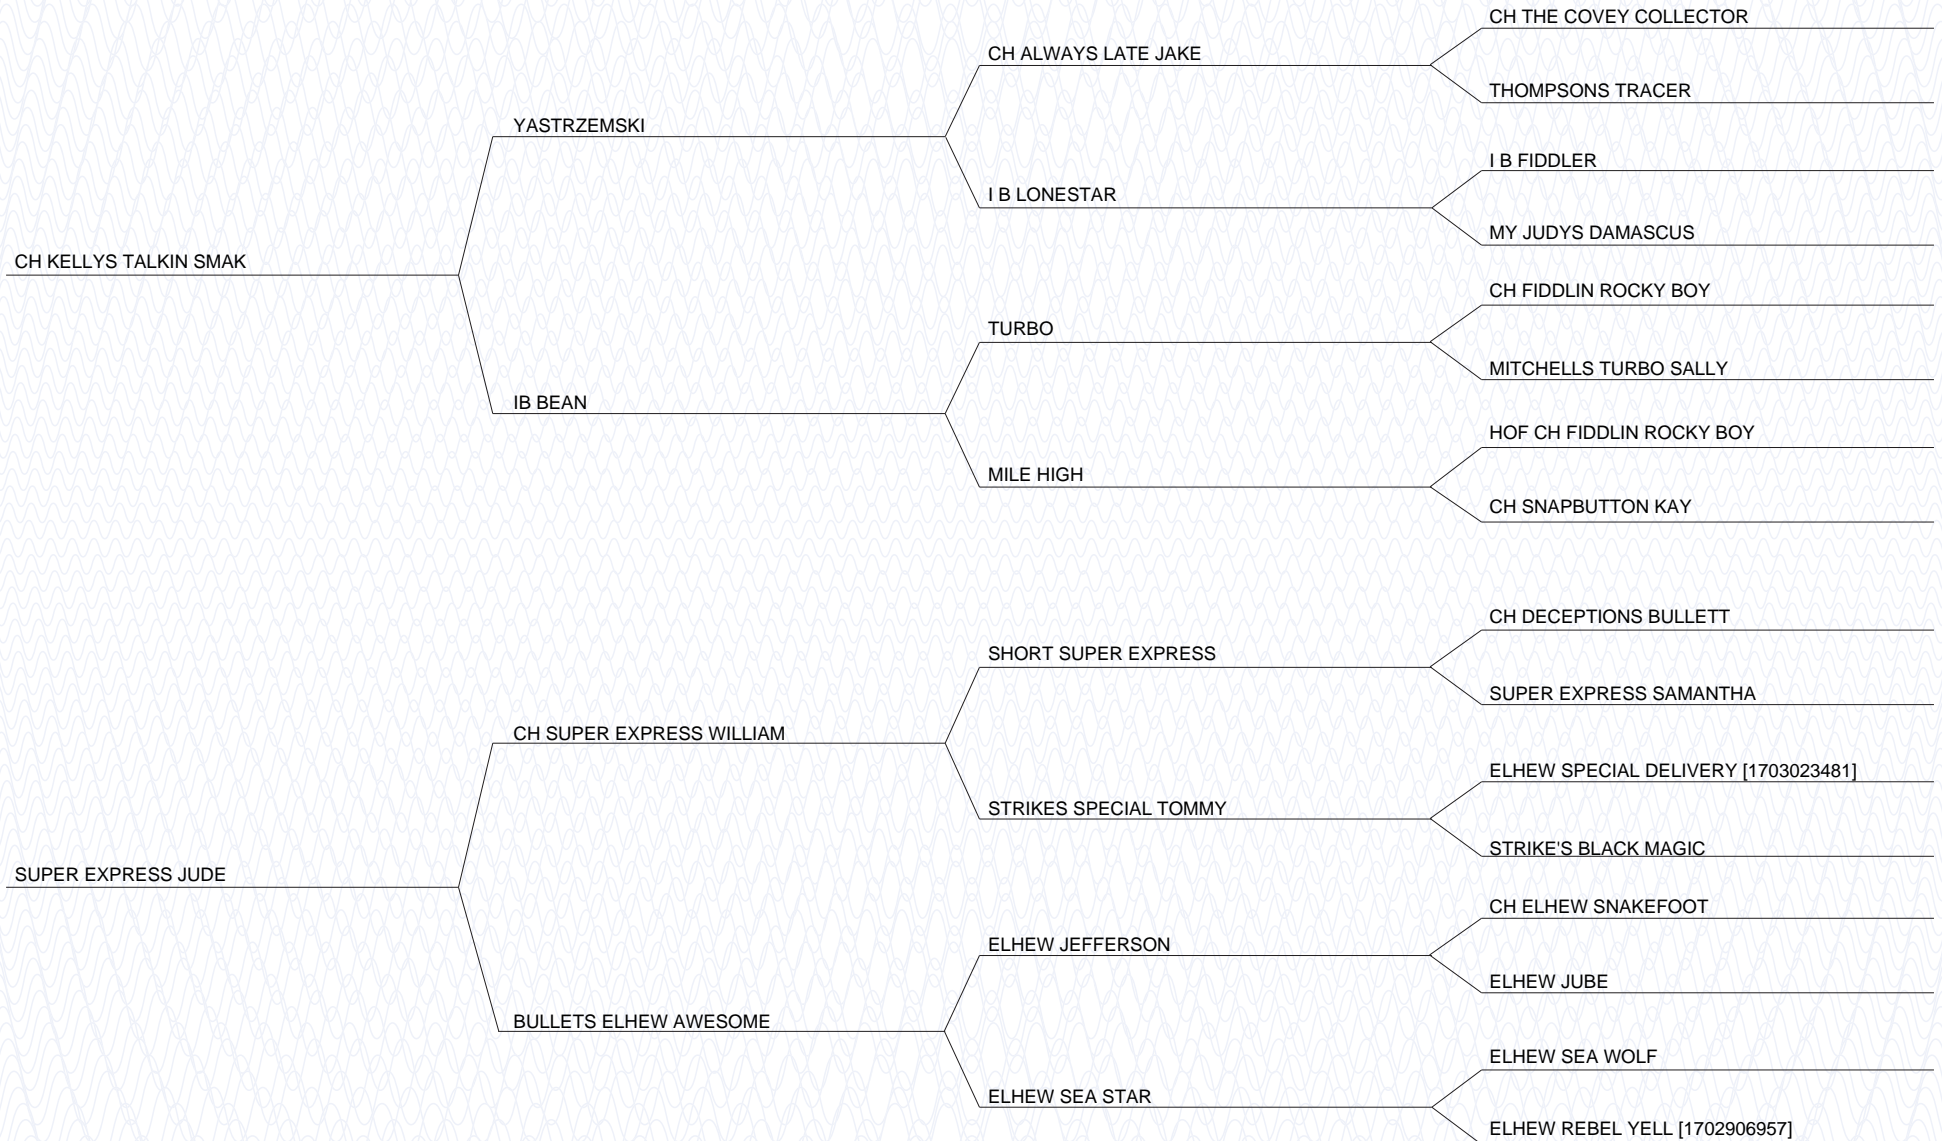 CH THE COVEY COLLECTOR
CH ALWAYS LATE JAKE
THOMPSONS TRACER
YASTRZEMSKI
I B FIDDLER
I B LONESTAR
MY JUDYS DAMASCUS
CH KELLYS TALKIN SMAK
CH FIDDLIN ROCKY BOY
TURBO
MITCHELLS TURBO SALLY
IB BEAN
HOF CH FIDDLIN ROCKY BOY
MILE HIGH
CH SNAPBUTTON KAY
CH DECEPTIONS BULLETT
SHORT SUPER EXPRESS
SUPER EXPRESS SAMANTHA
CH SUPER EXPRESS WILLIAM
ELHEW SPECIAL DELIVERY [1703023481]
STRIKES SPECIAL TOMMY
STRIKE'S BLACK MAGIC
SUPER EXPRESS JUDE
CH ELHEW SNAKEFOOT
ELHEW JEFFERSON
ELHEW JUBE
BULLETS ELHEW AWESOME
ELHEW SEA WOLF
ELHEW SEA STAR
ELHEW REBEL YELL [1702906957]